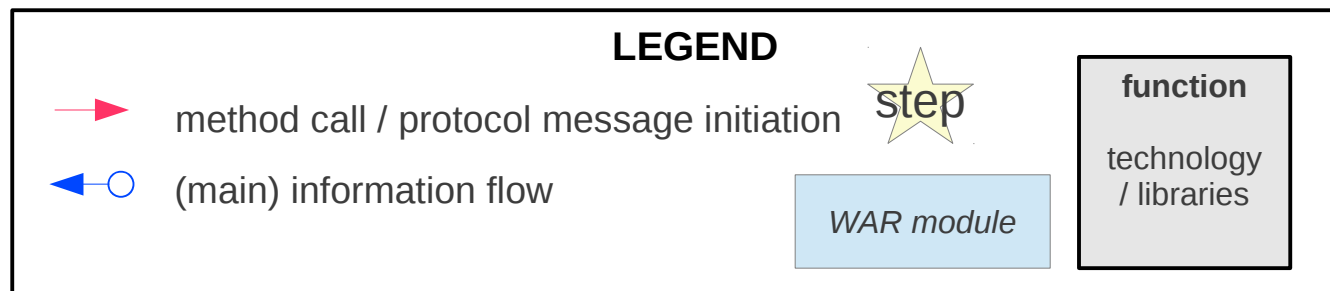 LEGEND
method call / protocol message initiation
step
(main) information flow
WAR module
function
technology
/ libraries